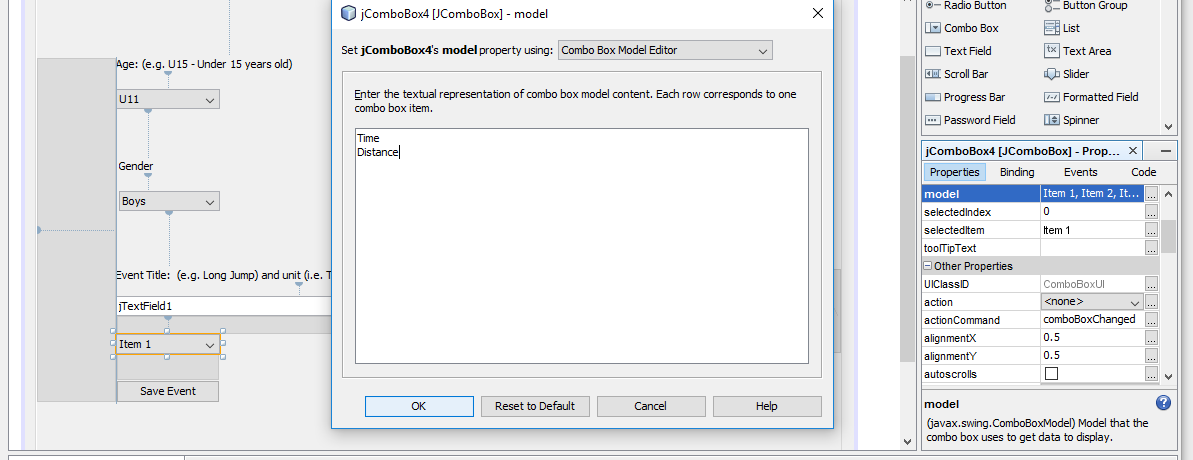 Age: (e.g. U15 - Under 15 years old)
U11
Gender
Boys
Event Title: (e.g. Long Jump) and unit (i.e. T
jTextField1
Item 1
Save Event
jComboBox4 [JComboBox] - model
Set jComboBox4's model property using:
Combo Box Model Editor
Enter the textual representation of combo box model content. Each row corresponds to one
combo box item.
Time
Distance
OK
Reset to Default
Cancel
Help
Radio Button
Button Group
Combo Box
List
Text Field
Text Area
Scroll Bar
Slider
Progress Bar
Formatted Field
Password Field
Spinner
jComboBox4 [JComboBox] - Prop...
Properties
Binding
Events
Code
model
Item 1, Item 2, It...
selectedIndex
0
selectedItem
Item 1
toolTipText
Other Properties
UIClassID
ComboBoxUI
action
<none>
actionCommand
comboBoxChanged
alignmentX
0.5
alignmentY
0.5
autoscrolls
model
(javax.swing.ComboBoxModel) Model that the
combo box uses to get data to display.